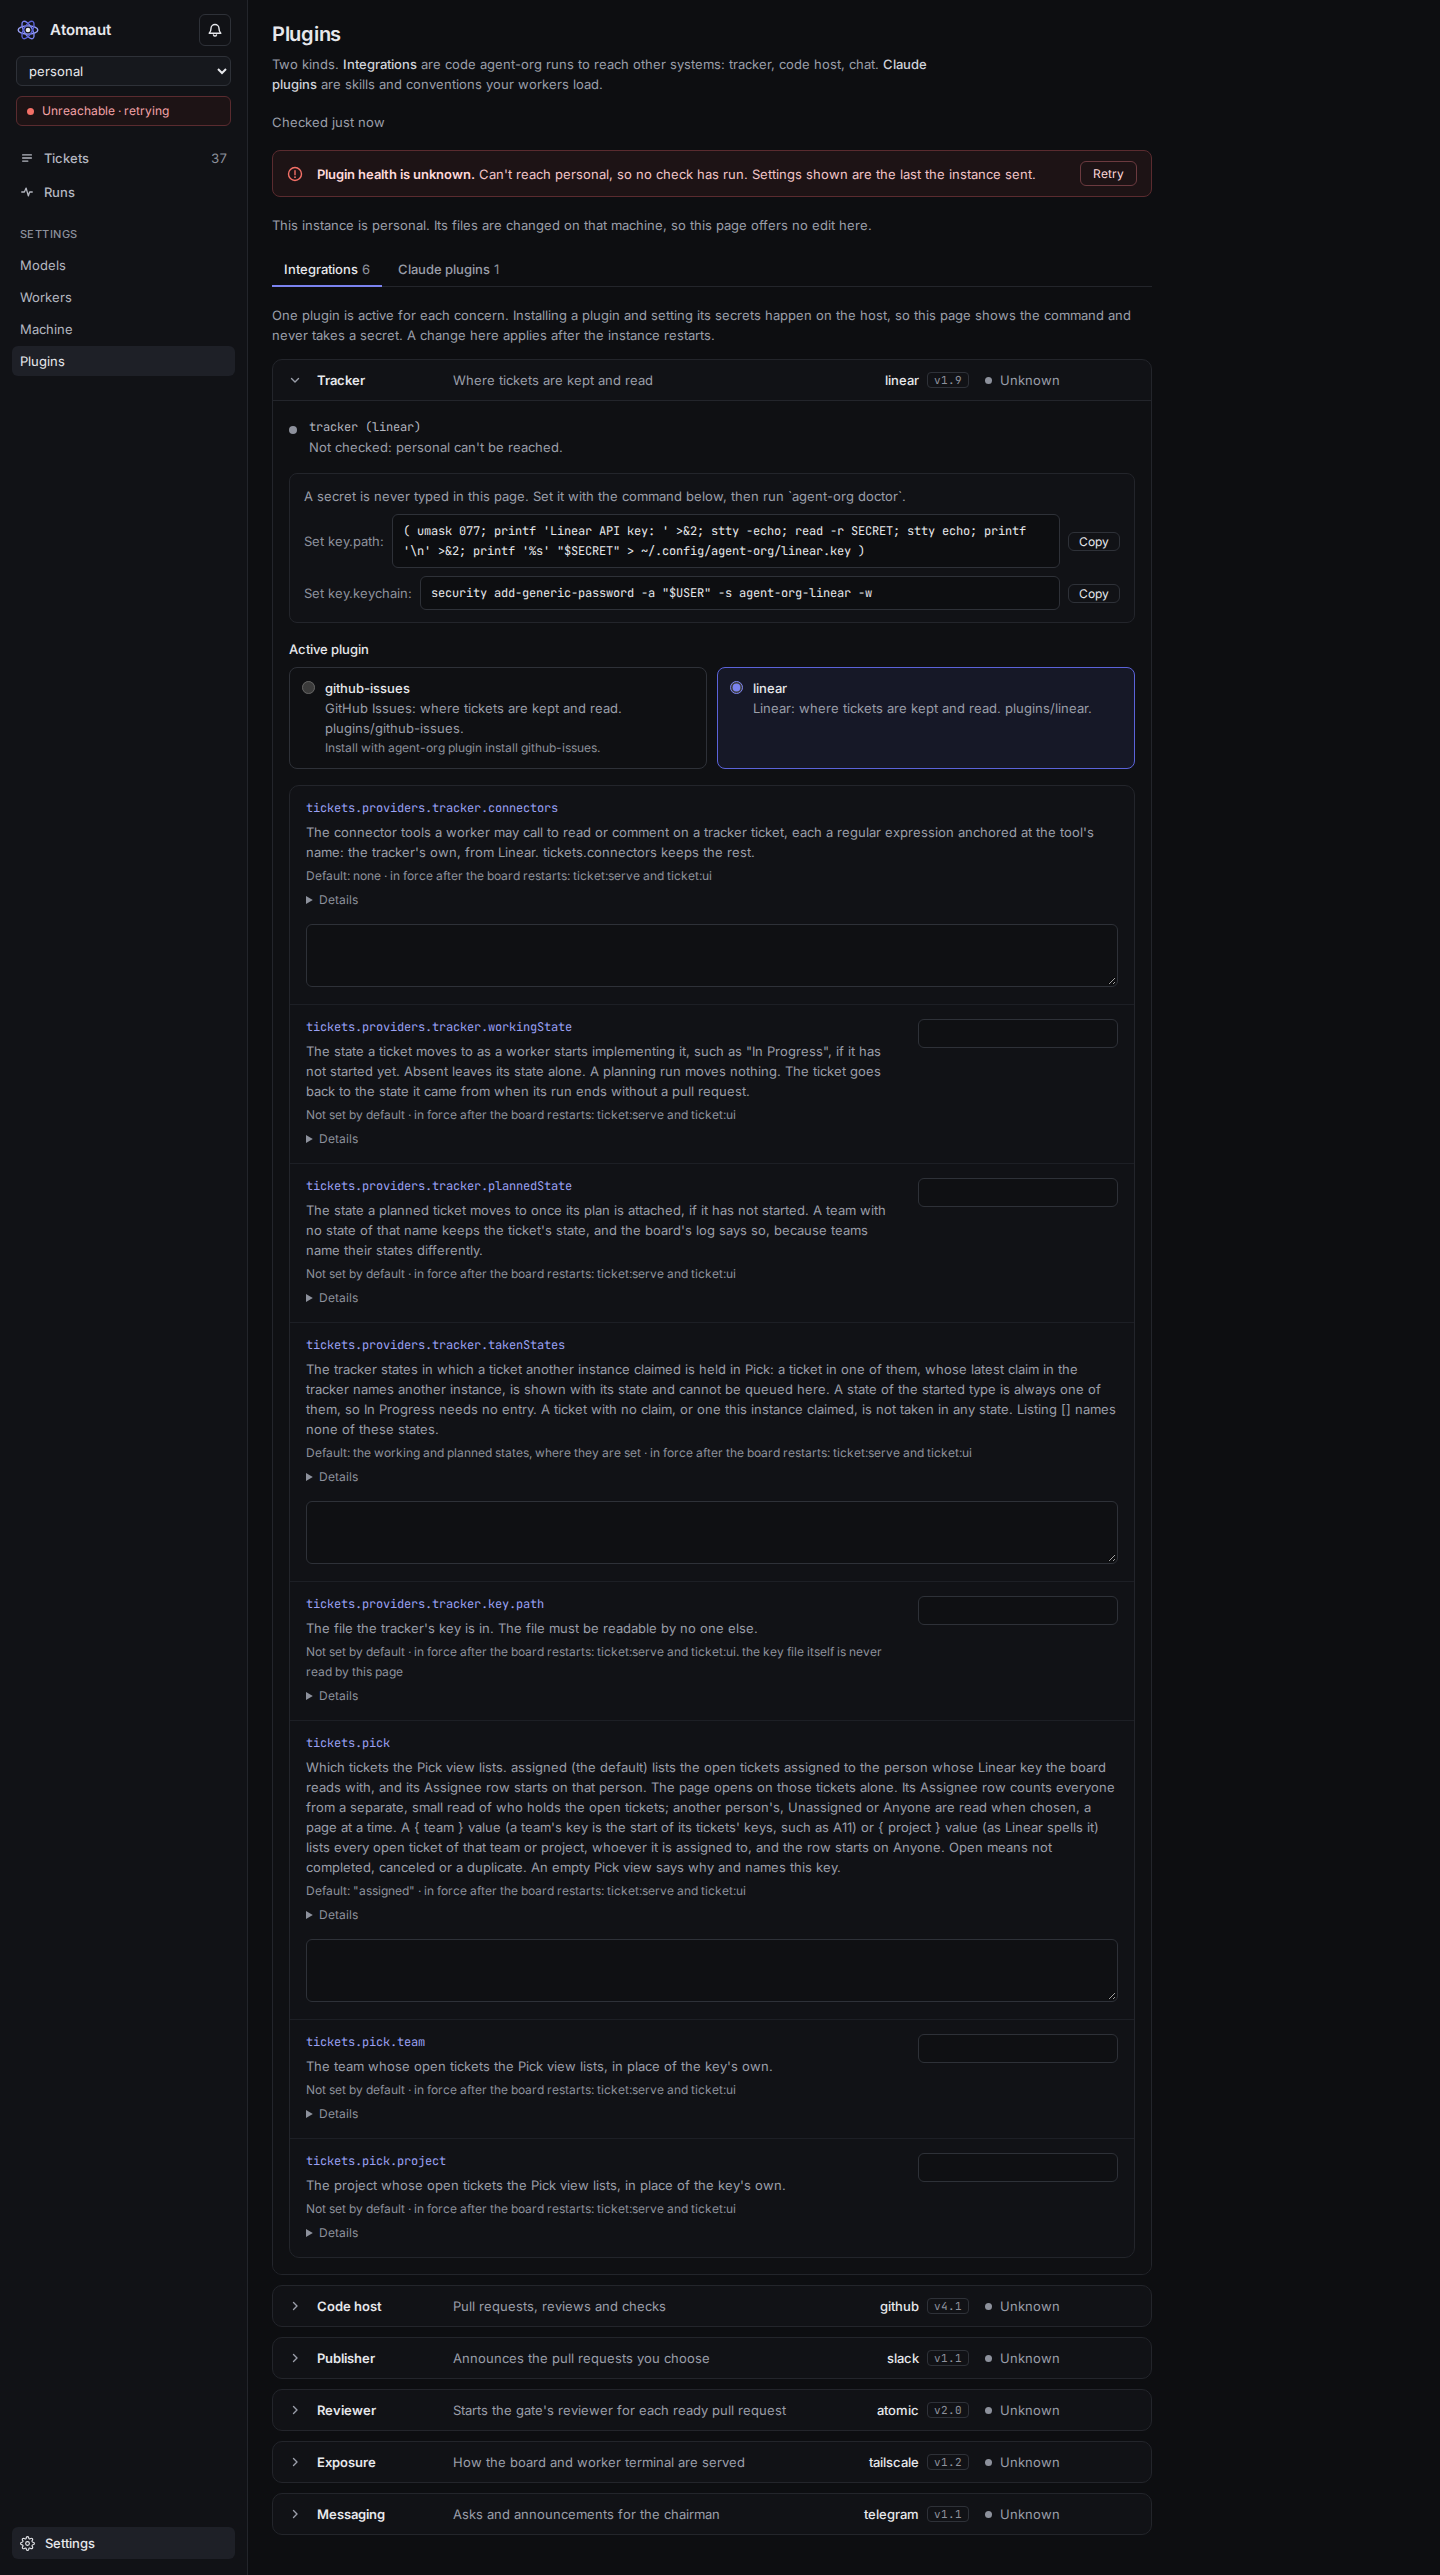 Atomaut
personal
Unreachable · retrying
Tickets 37
Runs
SETTINGS
Models
Workers
Machine
Plugins
Settings
Plugins
Two kinds. Integrations are code agent-org runs to reach other systems: tracker, code host, chat. Claude
plugins are skills and conventions your workers load.
Checked just now
Plugin health is unknown. Can't reach personal, so no check has run. Settings shown are the last the instance sent.
Retry
This instance is personal. Its files are changed on that machine, so this page offers no edit here.
Integrations 6 Claude plugins 1
One plugin is active for each concern. Installing a plugin and setting its secrets happen on the host, so this page shows the command and
never takes a secret. A change here applies after the instance restarts.
Tracker Where tickets are kept and read linear v1.9 Unknown
tracker (linear)
Not checked: personal can't be reached.
A secret is never typed in this page. Set it with the command below, then run `agent-org doctor`.
Set key.path:
( umask 077; printf 'Linear API key: ' >&2; stty -echo; read -r SECRET; stty echo; printf
'\n' >&2; printf '%s' "$SECRET" > ~/.config/agent-org/linear.key )
Copy
Set key.keychain: security add-generic-password -a "$USER" -s agent-org-linear -w Copy
Active plugin
github-issues
GitHub Issues: where tickets are kept and read.
plugins/github-issues.
Install with agent-org plugin install github-issues.
linear
Linear: where tickets are kept and read. plugins/linear.
tickets.providers.tracker.connectors
The connector tools a worker may call to read or comment on a tracker ticket, each a regular expression anchored at the tool's
name: the tracker's own, from Linear. tickets.connectors keeps the rest.
Default: none · in force after the board restarts: ticket:serve and ticket:ui
Details
tickets.providers.tracker.workingState
The state a ticket moves to as a worker starts implementing it, such as "In Progress", if it has
not started yet. Absent leaves its state alone. A planning run moves nothing. The ticket goes
back to the state it came from when its run ends without a pull request.
Not set by default · in force after the board restarts: ticket:serve and ticket:ui
Details
tickets.providers.tracker.plannedState
The state a planned ticket moves to once its plan is attached, if it has not started. A team with
no state of that name keeps the ticket's state, and the board's log says so, because teams
name their states differently.
Not set by default · in force after the board restarts: ticket:serve and ticket:ui
Details
tickets.providers.tracker.takenStates
The tracker states in which a ticket another instance claimed is held in Pick: a ticket in one of them, whose latest claim in the
tracker names another instance, is shown with its state and cannot be queued here. A state of the started type is always one of
them, so In Progress needs no entry. A ticket with no claim, or one this instance claimed, is not taken in any state. Listing [] names
none of these states.
Default: the working and planned states, where they are set · in force after the board restarts: ticket:serve and ticket:ui
Details
tickets.providers.tracker.key.path
The file the tracker's key is in. The file must be readable by no one else.
Not set by default · in force after the board restarts: ticket:serve and ticket:ui. the key file itself is never
read by this page
Details
tickets.pick
Which tickets the Pick view lists. assigned (the default) lists the open tickets assigned to the person whose Linear key the board
reads with, and its Assignee row starts on that person. The page opens on those tickets alone. Its Assignee row counts everyone
from a separate, small read of who holds the open tickets; another person's, Unassigned or Anyone are read when chosen, a
page at a time. A { team } value (a team's key is the start of its tickets' keys, such as A11) or { project } value (as Linear spells it)
lists every open ticket of that team or project, whoever it is assigned to, and the row starts on Anyone. Open means not
completed, canceled or a duplicate. An empty Pick view says why and names this key.
Default: "assigned" · in force after the board restarts: ticket:serve and ticket:ui
Details
tickets.pick.team
The team whose open tickets the Pick view lists, in place of the key's own.
Not set by default · in force after the board restarts: ticket:serve and ticket:ui
Details
tickets.pick.project
The project whose open tickets the Pick view lists, in place of the key's own.
Not set by default · in force after the board restarts: ticket:serve and ticket:ui
Details
Code host Pull requests, reviews and checks github v4.1 Unknown
Publisher Announces the pull requests you choose slack v1.1 Unknown
Reviewer Starts the gate's reviewer for each ready pull request atomic v2.0 Unknown
Exposure How the board and worker terminal are served tailscale v1.2 Unknown
Messaging Asks and announcements for the chairman telegram v1.1 Unknown